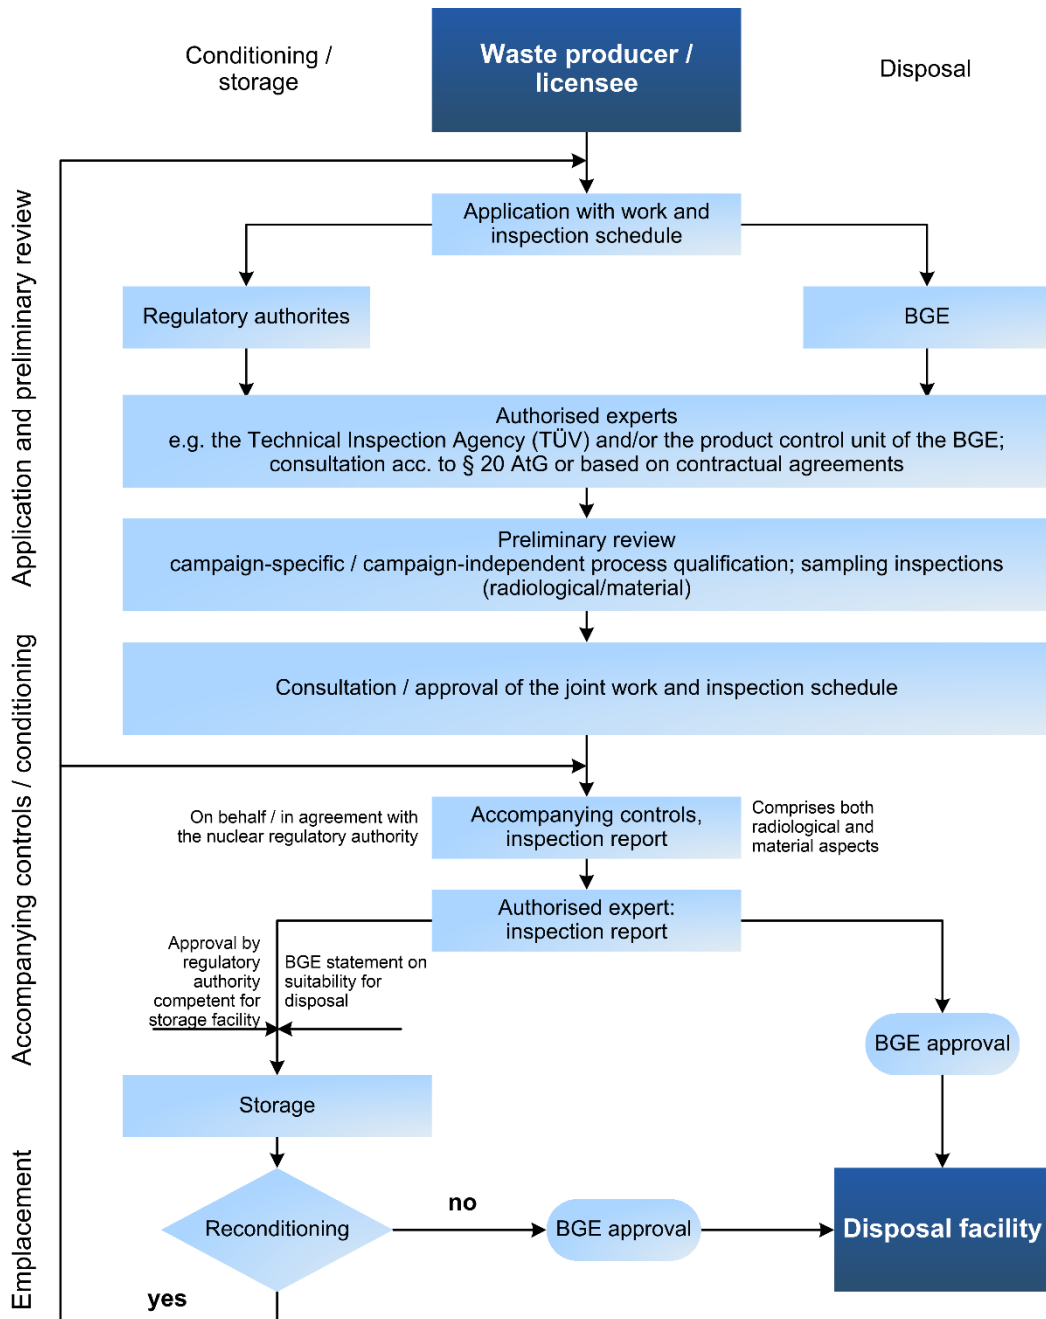 Conditioning /
storage
Waste producer /
licensee
Disposal
Application and preliminary review
Application with work and
inspection schedule
Regulatory authorites
BGE
Authorised experts
e.g. the Technical Inspection Agency (TÜV) and/or the product control unit of the BGE;
consultation acc. to § 20 AtG or based on contractual agreements
Preliminary review
campaign-specific / campaign-independent process qualification; sampling inspections
(radiological/material)
Accompanying controls / conditioning
Consultation / approval of the joint work and inspection schedule
On behalf / in agreement with
the nuclear regulatory authority
Accompanying controls,
inspection report
Comprises both
radiological and
material aspects
Authorised expert:
inspection report
Approval by
regulatory
authority
competent for
storage facility
BGE statement on
suitability for
disposal
BGE approval
Storage
Emplacement
Reconditioning
no
BGE approval
Disposal facility
yes